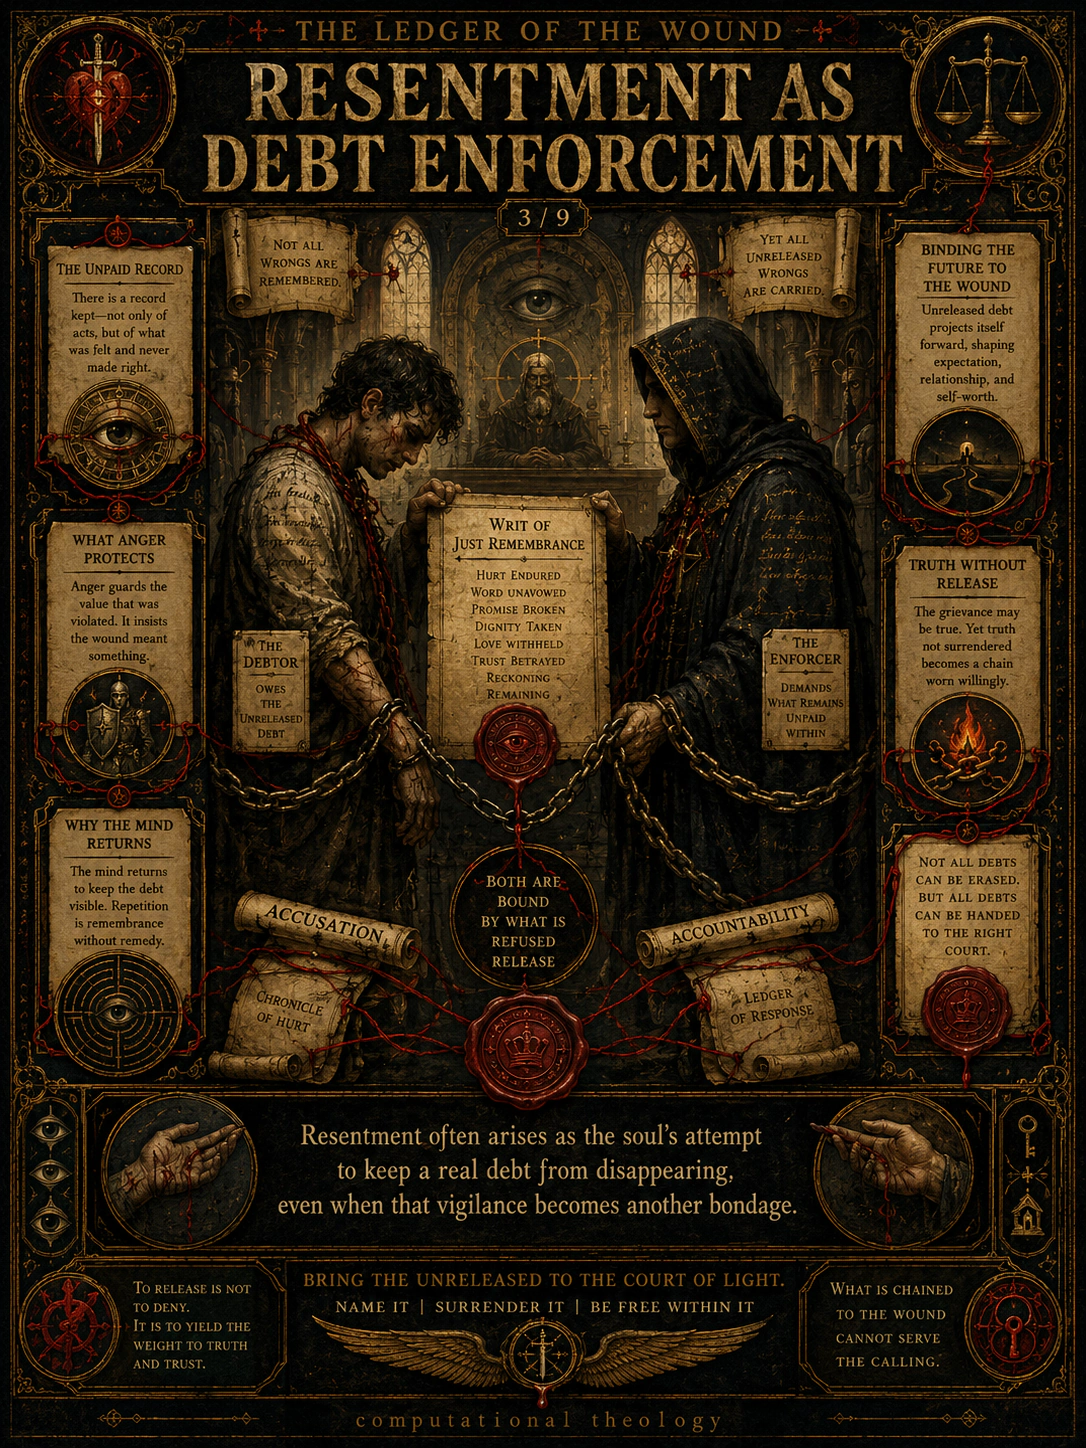 THE LEDGER OF THE WOUND
RESENTMENT AS
DEBT ENFORCEMENT
3/9
NOT ALL
WRONGS ARE
REMEMBERED.
YET ALL
UNRELEASED
WRONGS
ARE CARRIED.
THE UNPAID RECORD
There is a record
kept—not only of
acts, but of what
was felt and never
made right.
WHAT ANGER
PROTECTS
Anger guards the
value that was
violated. It insists
the wound meant
something.
WHY THE MIND
RETURNS
The mind returns
to keep the debt
visible. Repetition
is remembrance
without remedy.
WRIT OF
JUST REMEMBRANCE
HURT ENDURED
WORD UNAVOWED
PROMISE BROKEN
DIGNITY TAKEN
LOVE WITHHELD
TRUST BETRAYED
RECKONING
REMAINING
THE
DEBTOR
OWES
THE
UNRELEASED
DEBT
THE
ENFORCER
DEMANDS
WHAT REMAINS
UNPAID
WITHIN
BOTH ARE
BOUND
BY WHAT IS
REFUSED
RELEASE
ACCUSATION
CHRONICLE
OF HURT
ACCOUNTABILITY
LEDGER
OF RESPONSE
BINDING THE
FUTURE TO
THE WOUND
Unreleased debt
projects itself
forward, shaping
expectation,
relationship, and
self-worth.
TRUTH WITHOUT
RELEASE
The grievance may
be true. Yet truth
not surrendered
becomes a chain
worn willingly.
NOT ALL DEBTS
CAN BE ERASED.
BUT ALL DEBTS
CAN BE HANDED
TO THE RIGHT
COURT.
Resentment often arises as the soul's attempt
to keep a real debt from disappearing,
even when that vigilance becomes another bondage.
TO RELEASE IS NOT
TO DENY.
IT IS TO YIELD THE
WEIGHT TO TRUTH
AND TRUST.
BRING THE UNRELEASED TO THE COURT OF LIGHT.
NAME IT | SURRENDER IT | BE FREE WITHIN IT
WHAT IS CHAINED
TO THE WOUND
CANNOT SERVE
THE CALLING.
computational theology